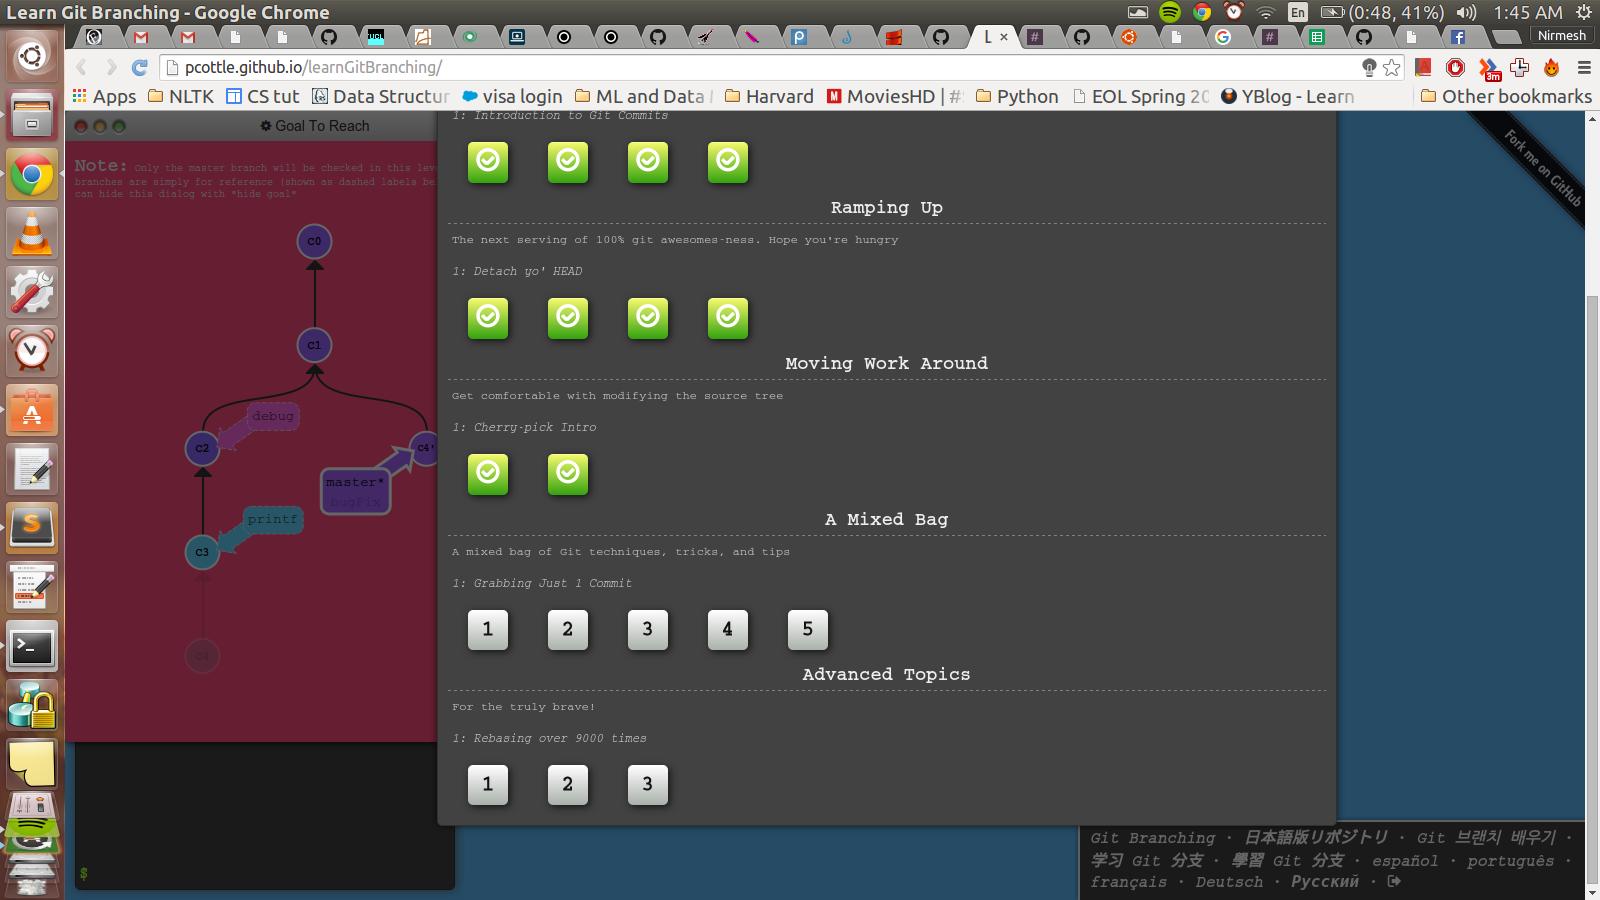 Learn Git Branching - Google Chrome
En
(0:48, 41%)
1:45 AM
L
Nirmesh
pcottle.github.io/learnGitBranching/
3m
Apps
NLTK
CS tut
Data Structur
visa login
ML and Data
Harvard
MoviesHD | #
Python
EOL Spring 20
YBlog - Learn
Other bookmarks
Goal To Reach
Note: Only the master branch will be checked in this lev
branches are simply for reference (shown as dashed labels be
can hide this dialog with "hide goal"
C0
C1
debug
C2
C4'
master*
bugFix
printf
C3
C4
$
1: Introduction to Git Commits
Ramping Up
The next serving of 100% git awesomes-ness. Hope you're hungry
1: Detach yo' HEAD
Moving Work Around
Get comfortable with modifying the source tree
1: Cherry-pick Intro
A Mixed Bag
A mixed bag of Git techniques, tricks, and tips
1: Grabbing Just 1 Commit
1 2 3 4 5
Advanced Topics
For the truly brave!
1: Rebasing over 9000 times
1 2 3
Fork me on GitHub
Git Branching · 日本語版リポジトリ · Git 브랜치 배우기 ·
学习 Git 分支 · 學習 Git 分支 · español · português ·
français · Deutsch · Русский ·